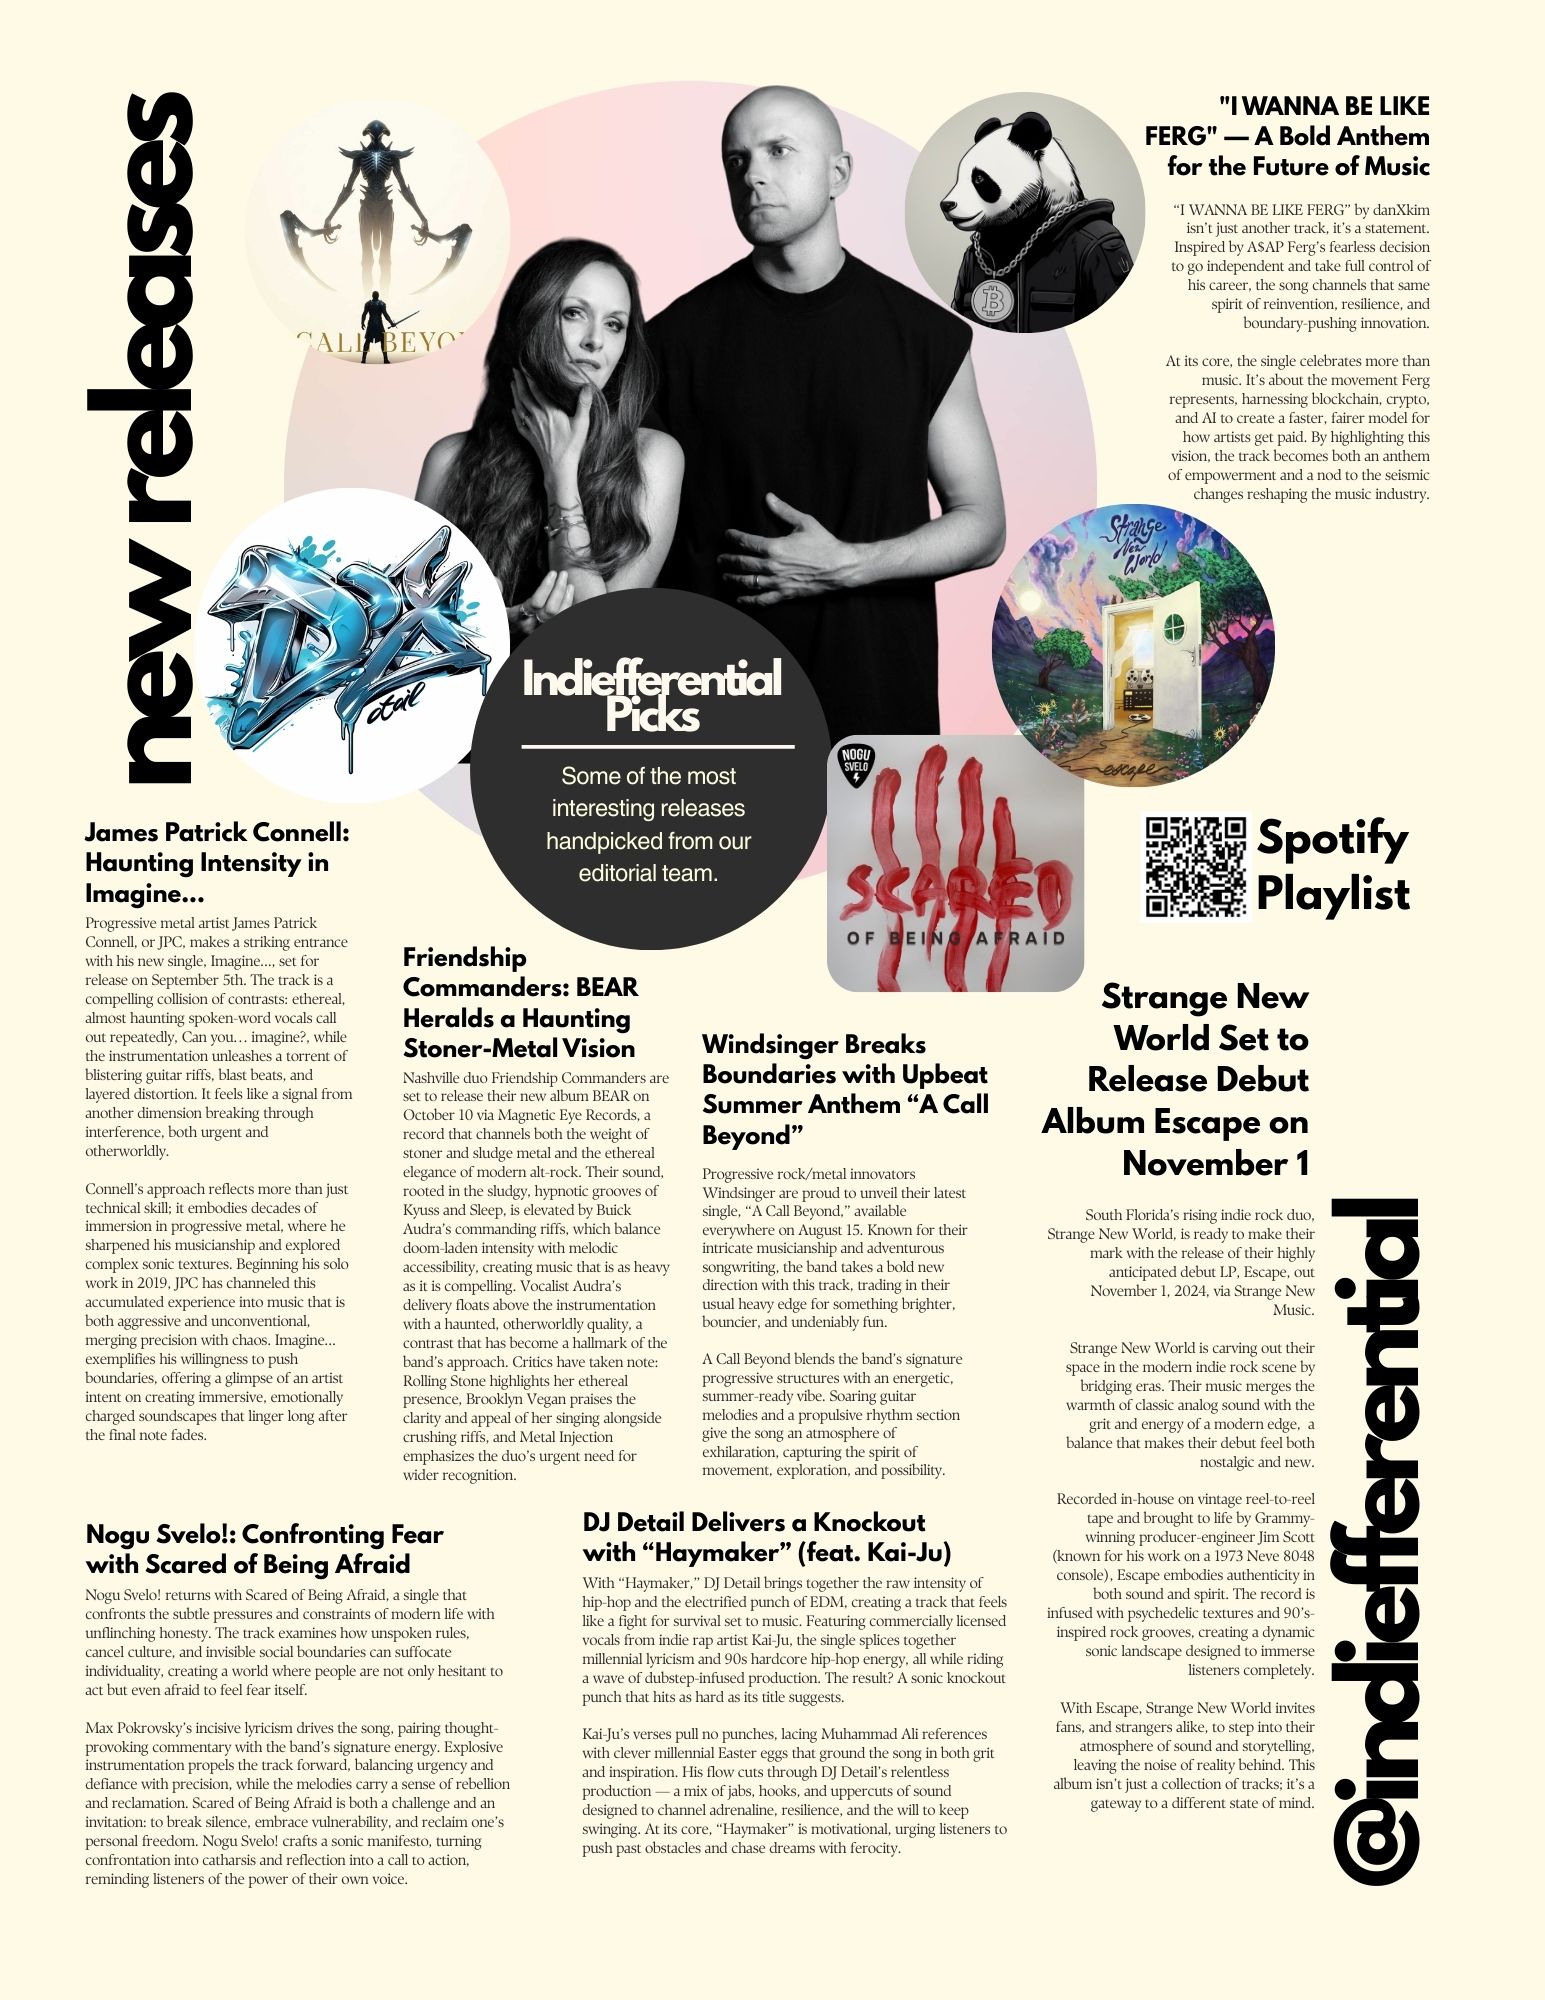 new releases
CALL BEYO
"I WANNA BE LIKE
FERG" — A Bold Anthem
for the Future of Music
“I WANNA BE LIKE FERG” by danXkim
isn’t just another track, it’s a statement.
Inspired by A$AP Ferg’s fearless decision
to go independent and take full control of
his career, the song channels that same
spirit of reinvention, resilience, and
boundary-pushing innovation.
At its core, the single celebrates more than
music. It’s about the movement Ferg
represents, harnessing blockchain, crypto,
and AI to create a faster, fairer model for
how artists get paid. By highlighting this
vision, the track becomes both an anthem
of empowerment and a nod to the seismic
changes reshaping the music industry.
Strange
New
World
escape
detail
Indiefferential
Picks
Some of the most
interesting releases
handpicked from our
editorial team.
NOGU
SVELO
SCARED
OF BEING AFRAID
Spotify
Playlist
James Patrick Connell:
Haunting Intensity in
Imagine...
Progressive metal artist James Patrick
Connell, or JPC, makes a striking entrance
with his new single, Imagine..., set for
release on September 5th. The track is a
compelling collision of contrasts: ethereal,
almost haunting spoken-word vocals call
out repeatedly, Can you… imagine?, while
the instrumentation unleashes a torrent of
blistering guitar riffs, blast beats, and
layered distortion. It feels like a signal from
another dimension breaking through
interference, both urgent and
otherworldly.
Connell’s approach reflects more than just
technical skill; it embodies decades of
immersion in progressive metal, where he
sharpened his musicianship and explored
complex sonic textures. Beginning his solo
work in 2019, JPC has channeled this
accumulated experience into music that is
both aggressive and unconventional,
merging precision with chaos. Imagine...
exemplifies his willingness to push
boundaries, offering a glimpse of an artist
intent on creating immersive, emotionally
charged soundscapes that linger long after
the final note fades.
Friendship
Commanders: BEAR
Heralds a Haunting
Stoner-Metal Vision
Nashville duo Friendship Commanders are
set to release their new album BEAR on
October 10 via Magnetic Eye Records, a
record that channels both the weight of
stoner and sludge metal and the ethereal
elegance of modern alt-rock. Their sound,
rooted in the sludgy, hypnotic grooves of
Kyuss and Sleep, is elevated by Buick
Audra’s commanding riffs, which balance
doom-laden intensity with melodic
accessibility, creating music that is as heavy
as it is compelling. Vocalist Audra’s
delivery floats above the instrumentation
with a haunted, otherworldly quality, a
contrast that has become a hallmark of the
band’s approach. Critics have taken note:
Rolling Stone highlights her ethereal
presence, Brooklyn Vegan praises the
clarity and appeal of her singing alongside
crushing riffs, and Metal Injection
emphasizes the duo’s urgent need for
wider recognition.
Windsinger Breaks
Boundaries with Upbeat
Summer Anthem “A Call
Beyond”
Progressive rock/metal innovators
Windsinger are proud to unveil their latest
single, “A Call Beyond,” available
everywhere on August 15. Known for their
intricate musicianship and adventurous
songwriting, the band takes a bold new
direction with this track, trading in their
usual heavy edge for something brighter,
bouncier, and undeniably fun.
A Call Beyond blends the band’s signature
progressive structures with an energetic,
summer-ready vibe. Soaring guitar
melodies and a propulsive rhythm section
give the song an atmosphere of
exhilaration, capturing the spirit of
movement, exploration, and possibility.
Strange New
World Set to
Release Debut
Album Escape on
November 1
South Florida’s rising indie rock duo,
Strange New World, is ready to make their
mark with the release of their highly
anticipated debut LP, Escape, out
November 1, 2024, via Strange New
Music.
Strange New World is carving out their
space in the modern indie rock scene by
bridging eras. Their music merges the
warmth of classic analog sound with the
grit and energy of a modern edge, a
balance that makes their debut feel both
nostalgic and new.
Recorded in-house on vintage reel-to-reel
tape and brought to life by Grammy-
winning producer-engineer Jim Scott
(known for his work on a 1973 Neve 8048
console), Escape embodies authenticity in
both sound and spirit. The record is
infused with psychedelic textures and 90’s-
inspired rock grooves, creating a dynamic
sonic landscape designed to immerse
listeners completely.
With Escape, Strange New World invites
fans, and strangers alike, to step into their
atmosphere of sound and storytelling,
leaving the noise of reality behind. This
album isn’t just a collection of tracks; it’s a
gateway to a different state of mind.
@indiefferential
Nogu Svelo!: Confronting Fear
with Scared of Being Afraid
Nogu Svelo! returns with Scared of Being Afraid, a single that
confronts the subtle pressures and constraints of modern life with
unflinching honesty. The track examines how unspoken rules,
cancel culture, and invisible social boundaries can suffocate
individuality, creating a world where people are not only hesitant to
act but even afraid to feel fear itself.
Max Pokrovsky’s incisive lyricism drives the song, pairing thought-
provoking commentary with the band’s signature energy. Explosive
instrumentation propels the track forward, balancing urgency and
defiance with precision, while the melodies carry a sense of rebellion
and reclamation. Scared of Being Afraid is both a challenge and an
invitation: to break silence, embrace vulnerability, and reclaim one’s
personal freedom. Nogu Svelo! crafts a sonic manifesto, turning
confrontation into catharsis and reflection into a call to action,
reminding listeners of the power of their own voice.
DJ Detail Delivers a Knockout
with “Haymaker” (feat. Kai-Ju)
With “Haymaker,” DJ Detail brings together the raw intensity of
hip-hop and the electrified punch of EDM, creating a track that feels
like a fight for survival set to music. Featuring commercially licensed
vocals from indie rap artist Kai-Ju, the single splices together
millennial lyricism and 90s hardcore hip-hop energy, all while riding
a wave of dubstep-infused production. The result? A sonic knockout
punch that hits as hard as its title suggests.
Kai-Ju’s verses pull no punches, lacing Muhammad Ali references
with clever millennial Easter eggs that ground the song in both grit
and inspiration. His flow cuts through DJ Detail’s relentless
production — a mix of jabs, hooks, and uppercuts of sound
designed to channel adrenaline, resilience, and the will to keep
swinging. At its core, “Haymaker” is motivational, urging listeners to
push past obstacles and chase dreams with ferocity.